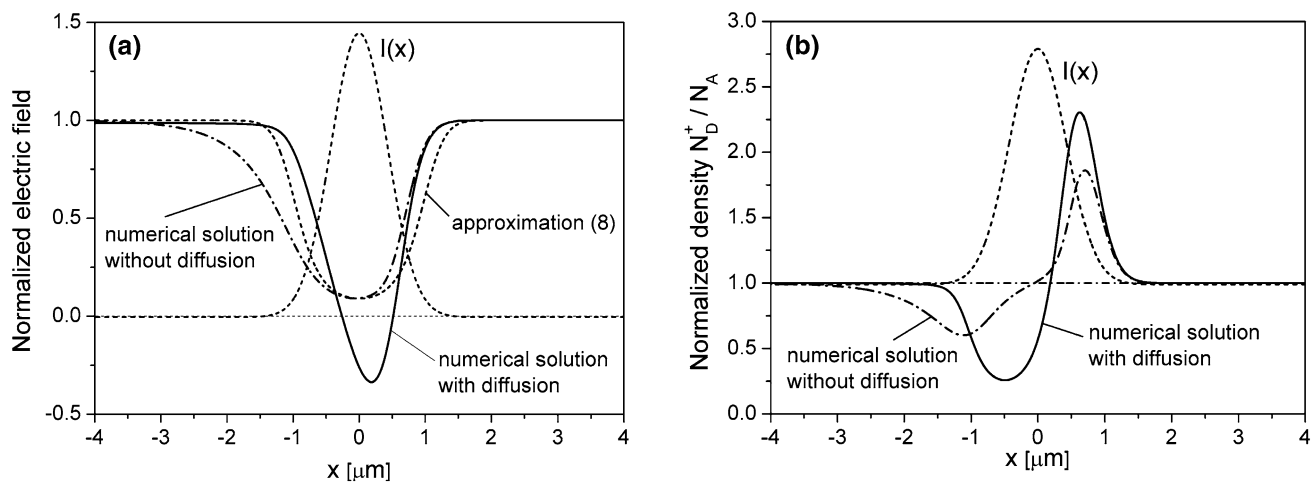 (a)
Normalized electric field
1.5
1.0
0.5
0.0
-0.5
I(x)
numerical solution
without diffusion
approximation (8)
numerical solution
with diffusion
-4 -3 -2 -1 0 1 2 3 4
x [μm]
(b)
Normalized density N_D^+ / N_A
3.0
2.5
2.0
1.5
1.0
0.5
0.0
I(x)
numerical solution
without diffusion
numerical solution
with diffusion
-4 -3 -2 -1 0 1 2 3 4
x [μm]